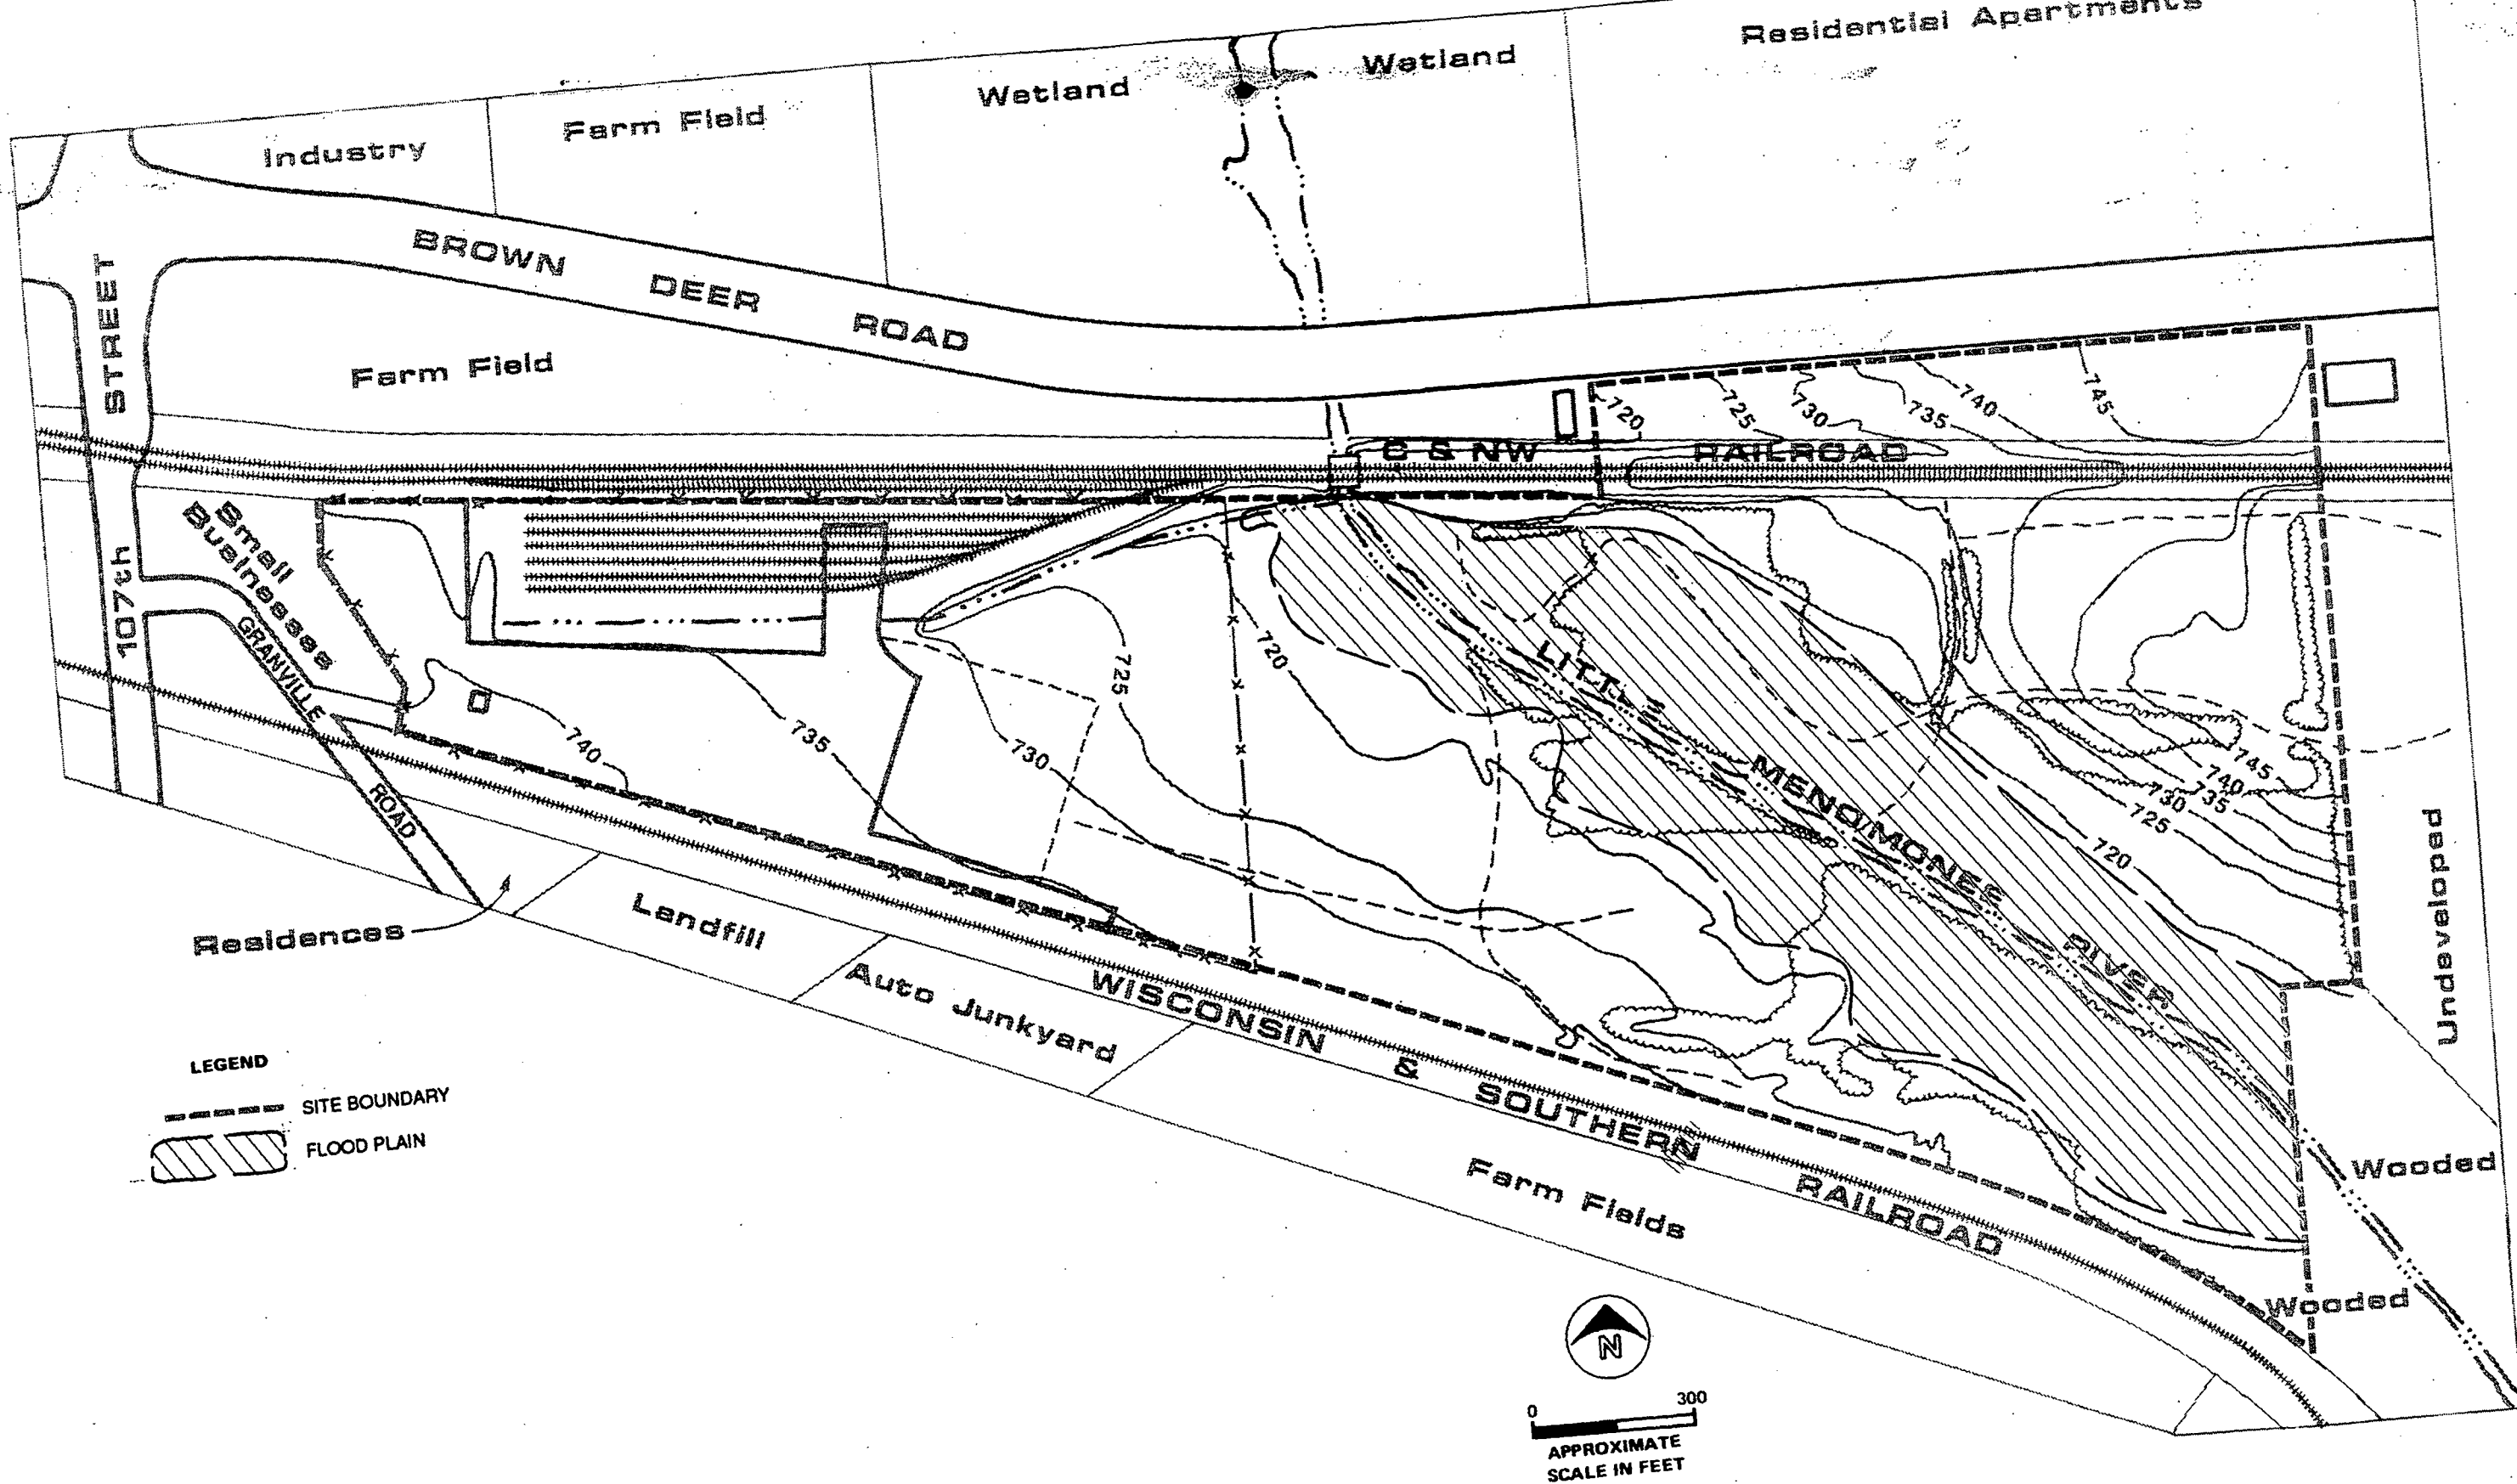 Residential Apartments
Wetland
Wetland
Farm Field
Industry
BROWN DEER ROAD
STREET
107th
Farm Field
C & NW RAILROAD
720
725
730
735
740
745
Small
Businesses
GRANVILLE
ROAD
740
735
730
725
720
LITTLE
MENOMONEE
RIVER
745
740
735
730
725
720
Undeveloped
Residences
Landfill
Auto Junkyard
WISCONSIN & SOUTHERN RAILROAD
Farm Fields
Wooded
Wooded
LEGEND
SITE BOUNDARY
FLOOD PLAIN
N
0 300
APPROXIMATE
SCALE IN FEET